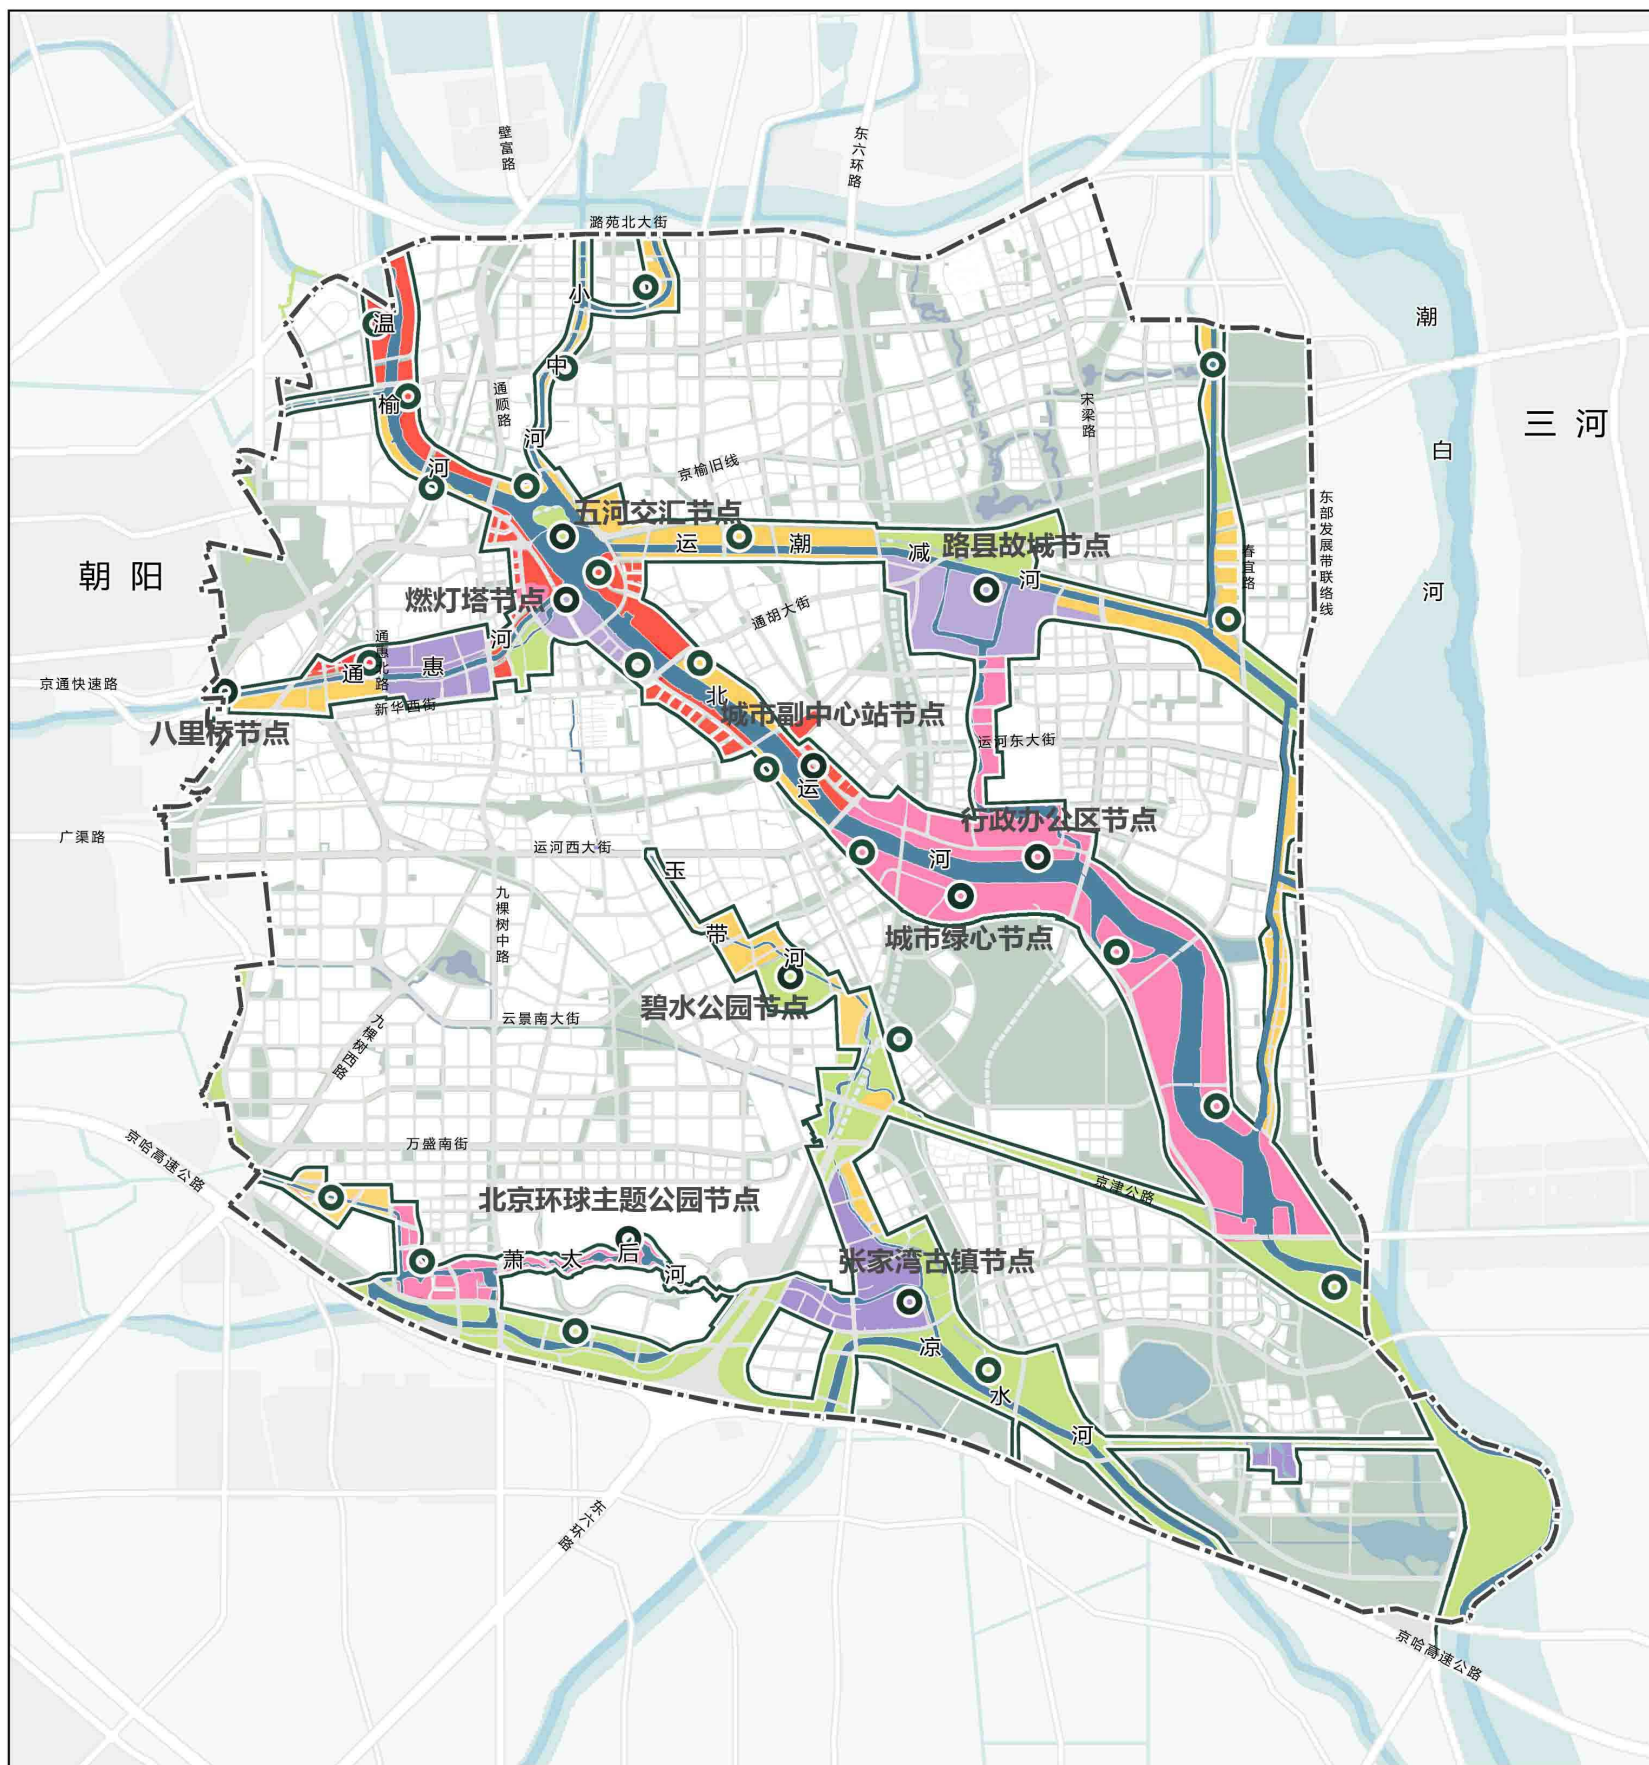 壁富路
东六环路
潞苑北大街
小
中
河
温
榆
河
潮
白
河
三河
通顺路
宋梁路
京榆旧线
五河交汇节点
运
潮
减
河
路县故城节点
春宜路
东部发展带联络线
朝阳
燃灯塔节点
通胡大街
通惠北路
通
惠
河
京通快速路
新华西街
八里桥节点
北
城市副中心站节点
运
河
运河东大街
行政办公区节点
广渠路
运河西大街
玉
带
河
九棵树中路
城市绿心节点
碧水公园节点
云景南大街
九棵树西路
万盛南街
京哈高速公路
京津公路
北京环球主题公园节点
萧
太
后
河
张家湾古镇节点
凉
水
河
东六环路
京哈高速公路